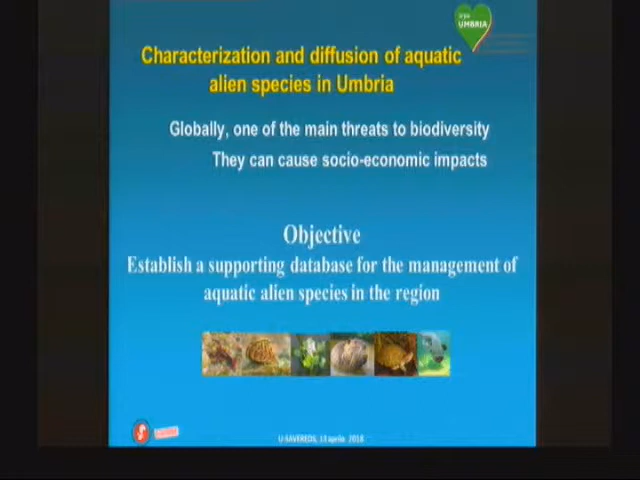 UMBRIA
Characterization and diffusion of aquatic
alien species in Umbria
Globally, one of the main threats to biodiversity
They can cause socio-economic impacts
Objective
Establish a supporting database for the management of
aquatic alien species in the region